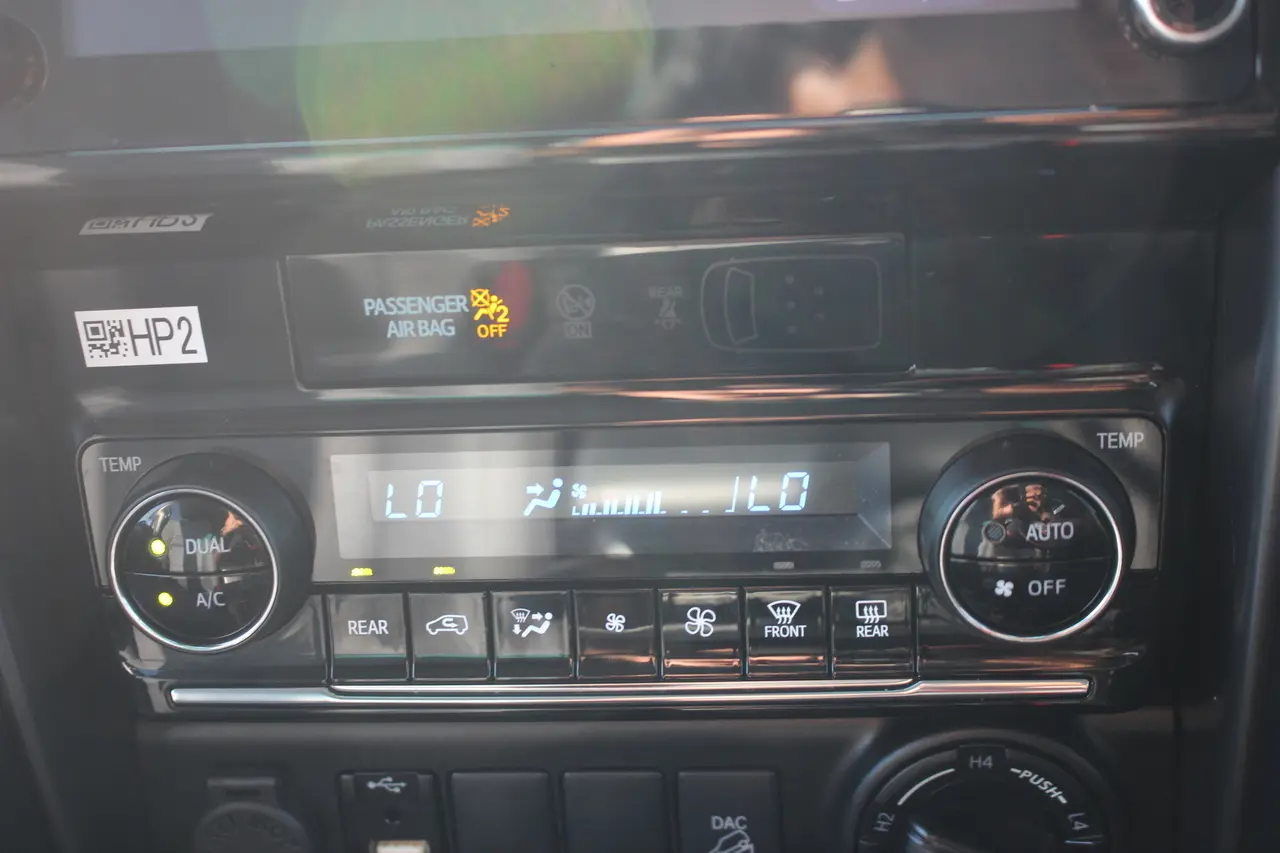 PASSENGER
AIR BAG
OFF
ON
REAR
HP2
TEMP
TEMP
LO
LO
DUAL
A/C
AUTO
OFF
REAR
FRONT
REAR
H4
PUSH
H2
L4
DAC